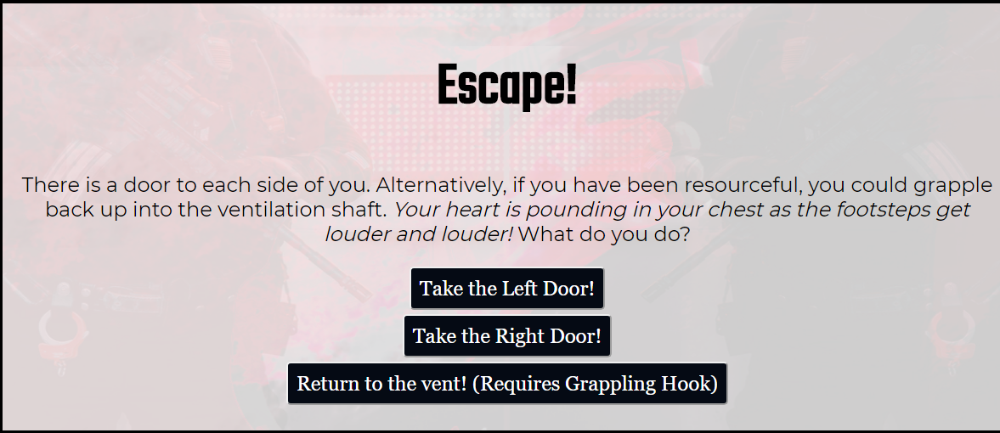 Escape!
There is a door to each side of you. Alternatively, if you have been resourceful, you could grapple
back up into the ventilation shaft. Your heart is pounding in your chest as the footsteps get
louder and louder! What do you do?
Take the Left Door!
Take the Right Door!
Return to the vent! (Requires Grappling Hook)